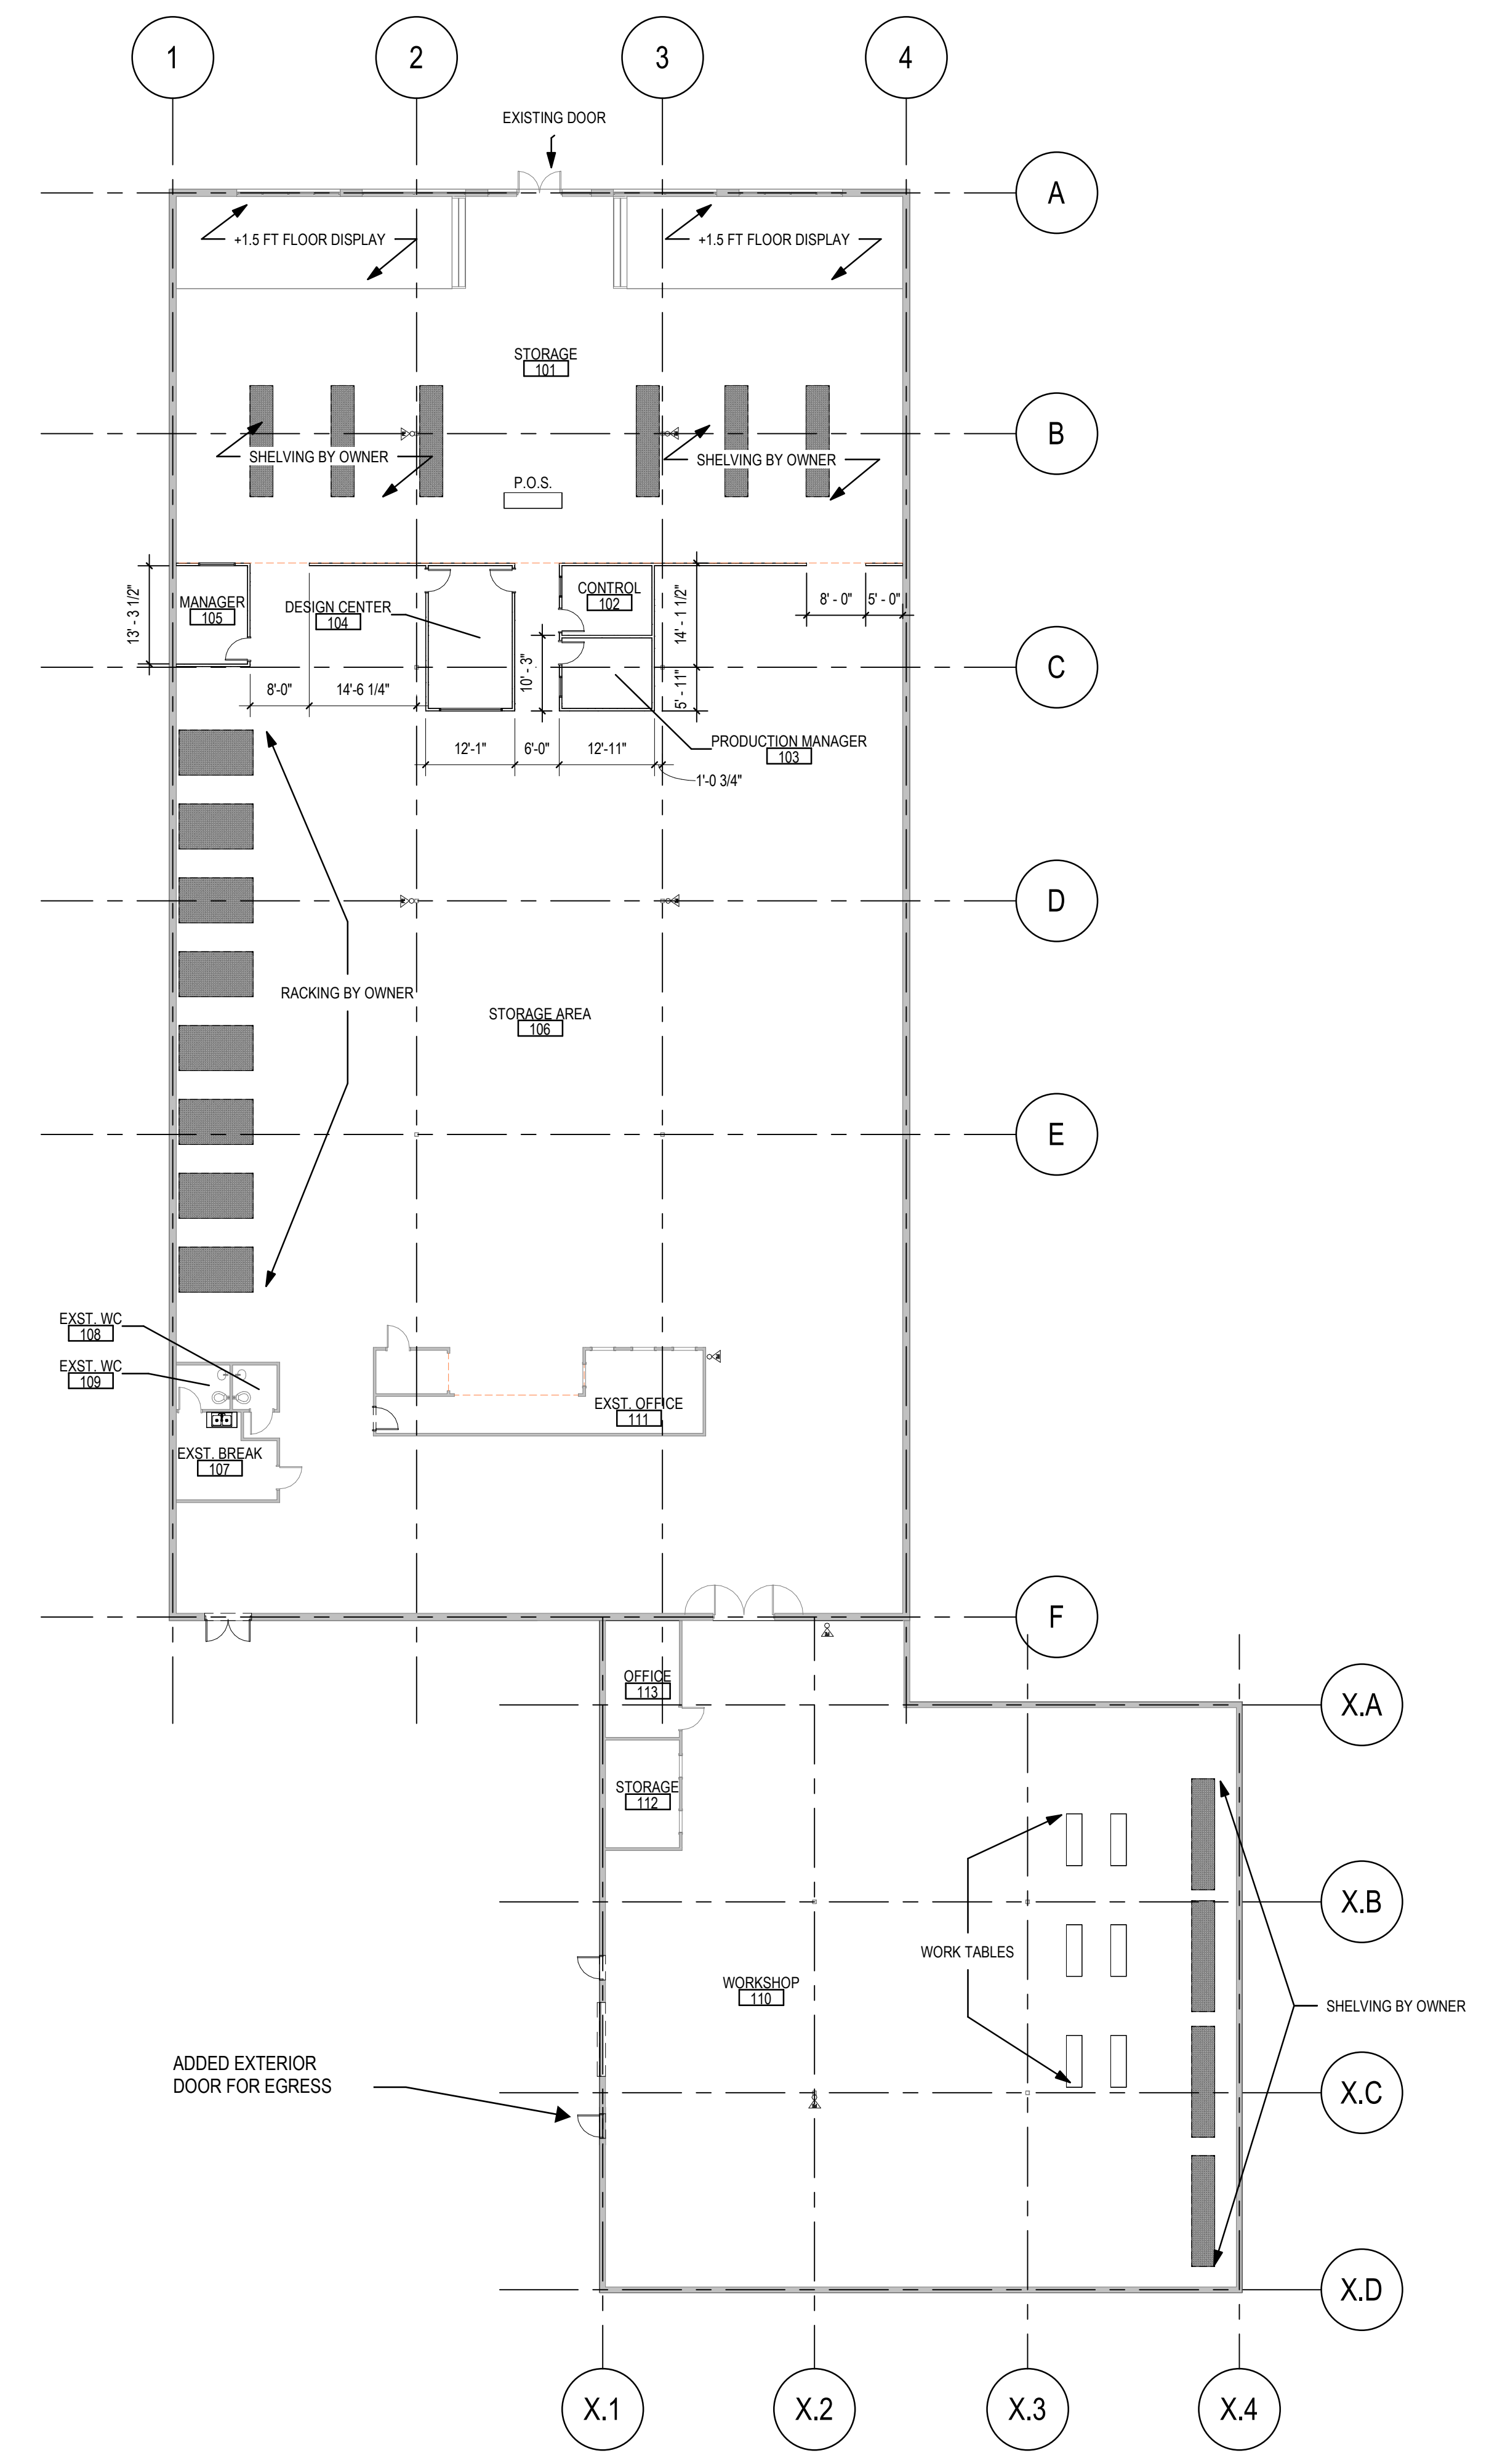 1
2
3
4
EXISTING DOOR
A
+1.5 FT FLOOR DISPLAY
+1.5 FT FLOOR DISPLAY
STORAGE
101
B
SHELVING BY OWNER
SHELVING BY OWNER
P.O.S.
13' - 3 1/2"
MANAGER
105
DESIGN CENTER
104
CONTROL
102
14' - 1 1/2"
8' - 0"
5' - 0"
C
8'-0"
14'-6 1/4"
10' - 3"
5' - 11"
12'-1"
6'-0"
12'-11"
PRODUCTION MANAGER
103
1'-0 3/4"
D
RACKING BY OWNER
STORAGE AREA
106
E
EXST. WC
108
EXST. WC
109
EXST. OFFICE
111
EXST. BREAK
107
F
OFFICE
113
X.A
STORAGE
112
X.B
WORK TABLES
WORKSHOP
110
SHELVING BY OWNER
ADDED EXTERIOR
DOOR FOR EGRESS
X.C
X.D
X.1
X.2
X.3
X.4